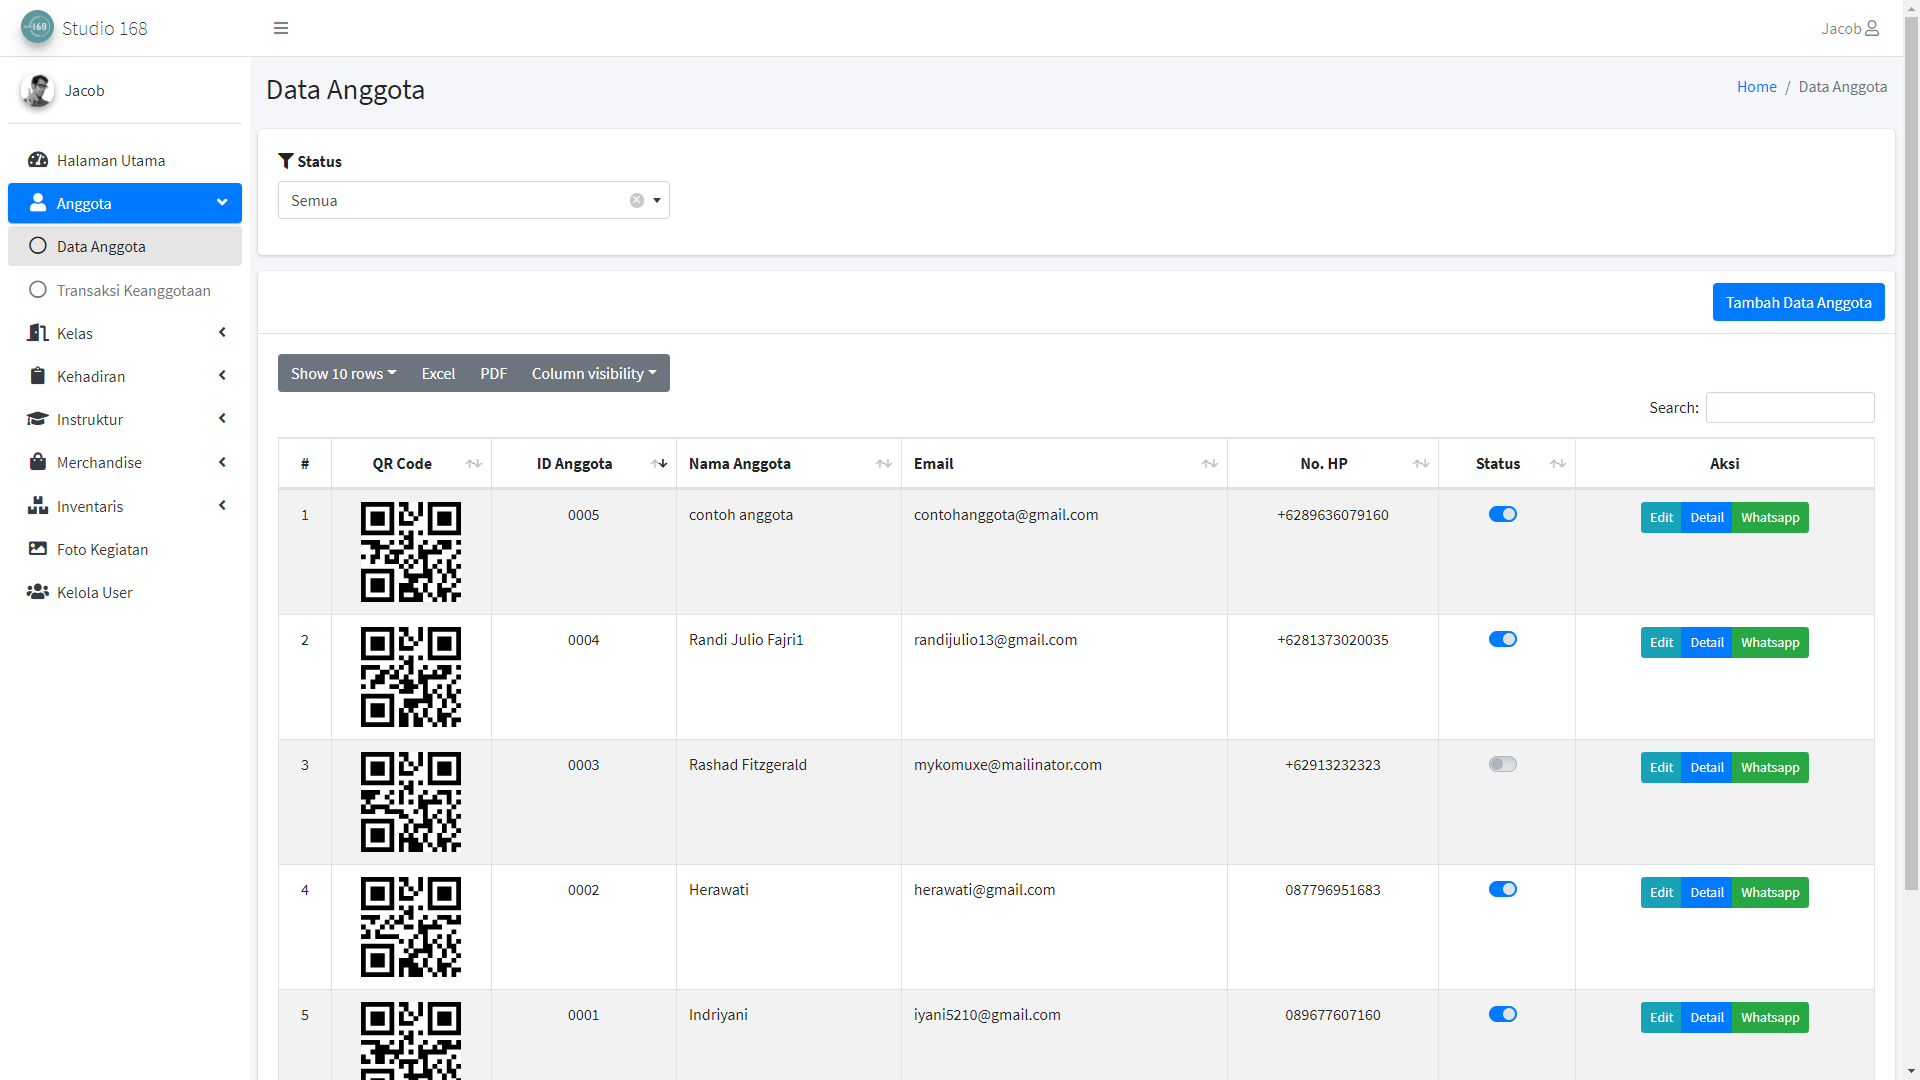 Studio 168
Jacob
Jacob
Halaman Utama
Anggota
Data Anggota
Transaksi Keanggotaan
Kelas
Kehadiran
Instruktur
Merchandise
Inventaris
Foto Kegiatan
Kelola User
Data Anggota
Home / Data Anggota
Status
Semua
Tambah Data Anggota
Show 10 rows Excel PDF Column visibility
Search:
# QR Code ID Anggota Nama Anggota Email No. HP Status Aksi
1 0005 contoh anggota contohanggota@gmail.com +6289636079160 Edit Detail Whatsapp
2 0004 Randi Julio Fajri1 randijulio13@gmail.com +6281373020035 Edit Detail Whatsapp
3 0003 Rashad Fitzgerald mykomuxe@mailinator.com +62913232323 Edit Detail Whatsapp
4 0002 Herawati herawati@gmail.com 087796951683 Edit Detail Whatsapp
5 0001 Indriyani iyani5210@gmail.com 089677607160 Edit Detail Whatsapp